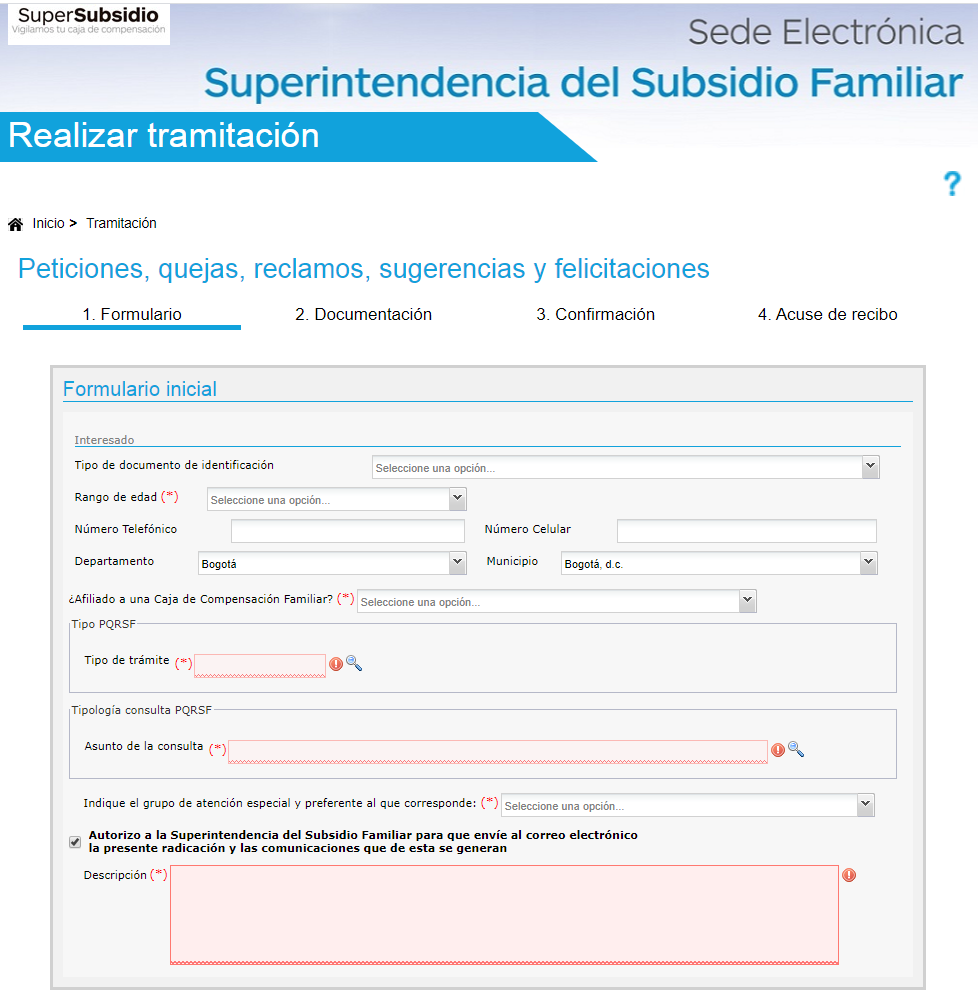 SuperSubsidio
Vigilamos tu caja de compensación
Sede Electrónica
Superintendencia del Subsidio Familiar
Realizar tramitación
?
Inicio > Tramitación
Peticiones, quejas, reclamos, sugerencias y felicitaciones
1. Formulario 2. Documentación 3. Confirmación 4. Acuse de recibo
Formulario inicial
Interesado
Tipo de documento de identificación Seleccione una opción...
Rango de edad (*) Seleccione una opción...
Número Telefónico Número Celular
Departamento Bogotá Municipio Bogotá, d.c.
¿Afiliado a una Caja de Compensación Familiar? (*) Seleccione una opción...
Tipo PQRSF
Tipo de trámite (*)
Tipología consulta PQRSF
Asunto de la consulta (*)
Indique el grupo de atención especial y preferente al que corresponde: (*) Seleccione una opción...
Autorizo a la Superintendencia del Subsidio Familiar para que envíe al correo electrónico
la presente radicación y las comunicaciones que de esta se generan
Descripción (*)